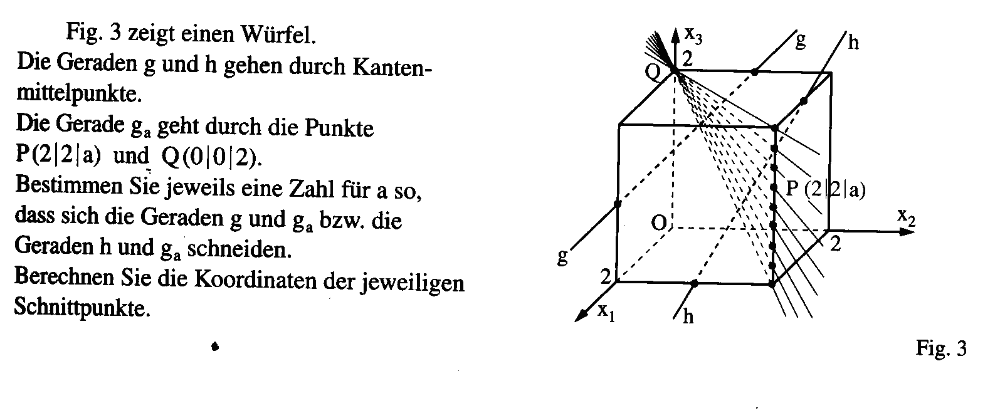 Fig. 3 zeigt einen Würfel.
Die Geraden g und h gehen durch Kanten-
mittelpunkte.
Die Gerade gₐ geht durch die Punkte
P(2|2|a) und Q(0|0|2).
Bestimmen Sie jeweils eine Zahl für a so,
dass sich die Geraden g und gₐ bzw. die
Geraden h und gₐ schneiden.
Berechnen Sie die Koordinaten der jeweiligen
Schnittpunkte.
x₃
g
h
2
Q
P (2|2|a)
O
x₂
2
g
2
x₁
h
Fig. 3